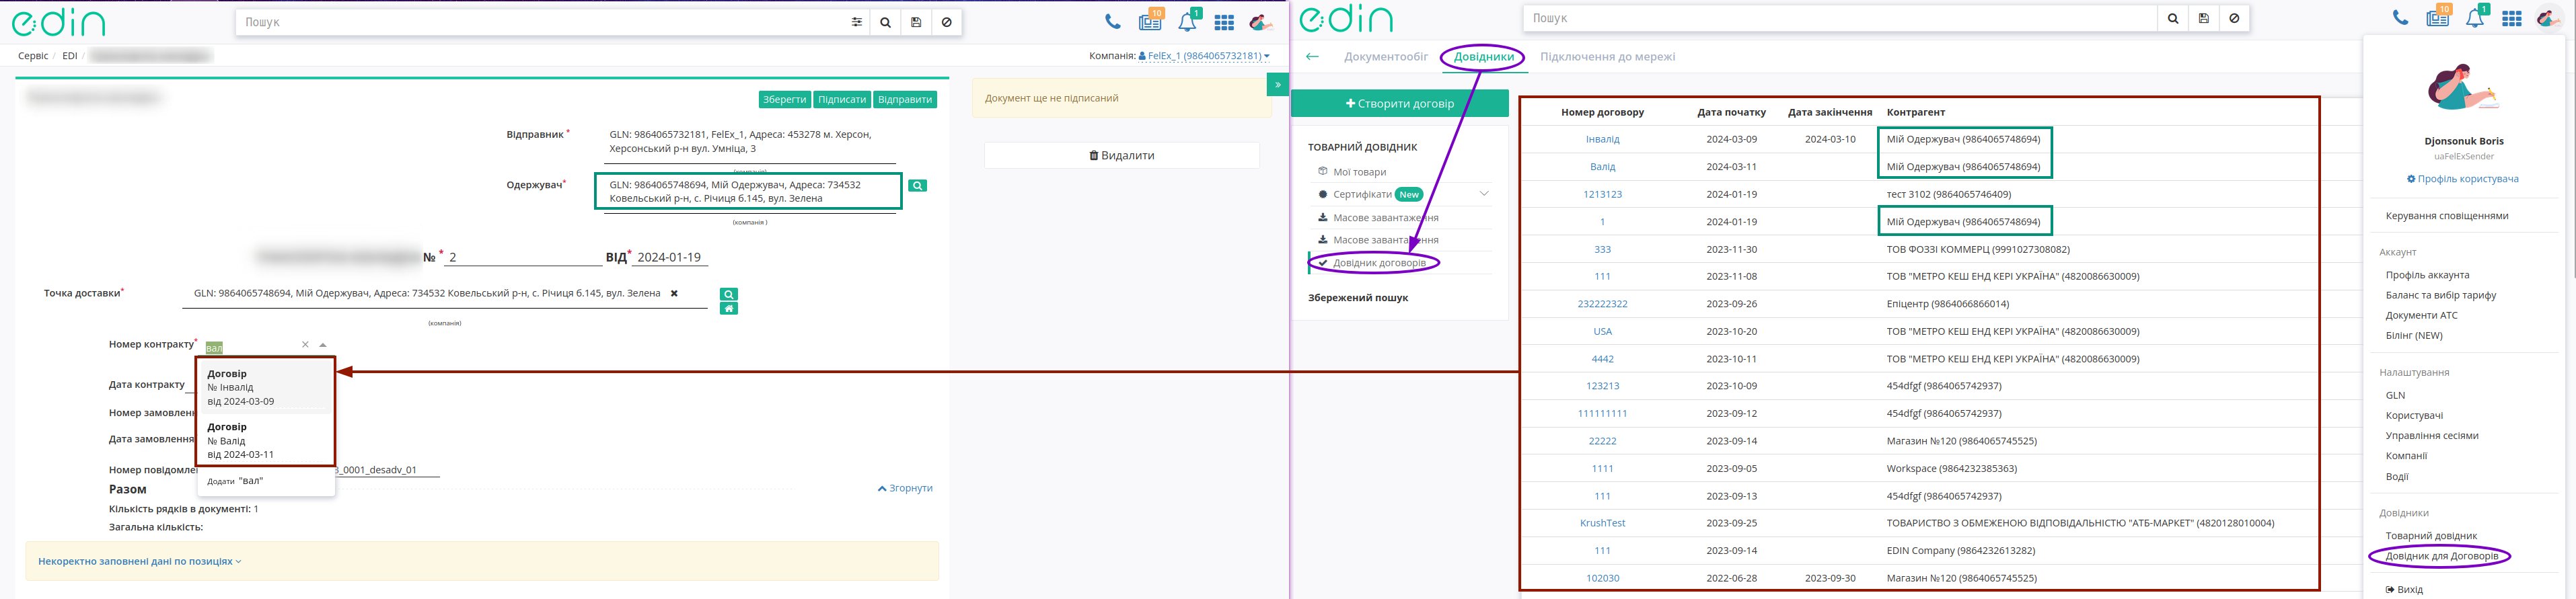 edin
Пошук
10
1
Сервіс / EDI /
Компанія: FelEx_1 (9864065732181)
Зберегти Підписати Відправити
Документ ще не підписаний
Видалити
Відправник * GLN: 9864065732181, FelEx_1, Адреса: 453278 м. Херсон,
Херсонський р-н вул. Умніца, 3
Одержувач* GLN: 9864065748694, Мій Одержувач, Адреса: 734532
Ковельський р-н, с. Річиця б.145, вул. Зелена
(компанія )
№ * 2 ВІД* 2024-01-19
Точка доставки* GLN: 9864065748694, Мій Одержувач, Адреса: 734532 Ковельський р-н, с. Річиця б.145, вул. Зелена
(компанія)
Номер контракту* вал
Договір
№ Інвалід
від 2024-03-09
Договір
№ Валід
від 2024-03-11
Додати "вал"
Дата контракту
Номер замовлен
Дата замовлення
Номер повідомле _0001_desadv_01
Разом
Згорнути
Кількість рядків в документі: 1
Загальна кількість:
Некоректно заповнені дані по позиціях
edin
Пошук
10
1
Документообіг Довідники Підключення до мережі
Створити договір
ТОВАРНИЙ ДОВІДНИК
Мої товари
Сертифікати New
Масове завантаження
Масове завантаження
Довідник договорів
Збережений пошук
Номер договору Дата початку Дата закінчення Контрагент
Інвалід 2024-03-09 2024-03-10 Мій Одержувач (9864065748694)
Валід 2024-03-11 Мій Одержувач (9864065748694)
1213123 2024-01-19 тест 3102 (9864065746409)
1 2024-01-19 Мій Одержувач (9864065748694)
333 2023-11-30 ТОВ ФОЗЗІ КОММЕРЦ (9991027308082)
111 2023-11-08 ТОВ "МЕТРО КЕШ ЕНД КЕРІ УКРАЇНА" (4820086630009)
232222322 2023-09-26 Епіцентр (9864066866014)
USA 2023-10-20 ТОВ "МЕТРО КЕШ ЕНД КЕРІ УКРАЇНА" (4820086630009)
4442 2023-10-11 ТОВ "МЕТРО КЕШ ЕНД КЕРІ УКРАЇНА" (4820086630009)
123213 2023-10-09 454dfgf (9864065742937)
111111111 2023-09-12 454dfgf (9864065742937)
22222 2023-09-14 Магазин №120 (9864065745525)
1111 2023-09-05 Workspace (9864232385363)
111 2023-09-13 454dfgf (9864065742937)
KrushTest 2023-09-25 ТОВАРИСТВО З ОБМЕЖЕНОЮ ВІДПОВІДАЛЬНІСТЮ "АТБ-МАРКЕТ" (4820128010004)
111 2023-09-14 EDIN Company (9864232613282)
102030 2022-06-28 2023-09-30 Магазин №120 (9864065745525)
Djonsonuk Boris
uaFelExSender
Профіль користувача
Керування сповіщеннями
Аккаунт
Профіль аккаунта
Баланс та вибір тарифу
Документи АТС
Білінг (NEW)
Налаштування
GLN
Користувачі
Управління сесіями
Компанії
Водії
Довідники
Товарний довідник
Довідник для Договорів
Вихід